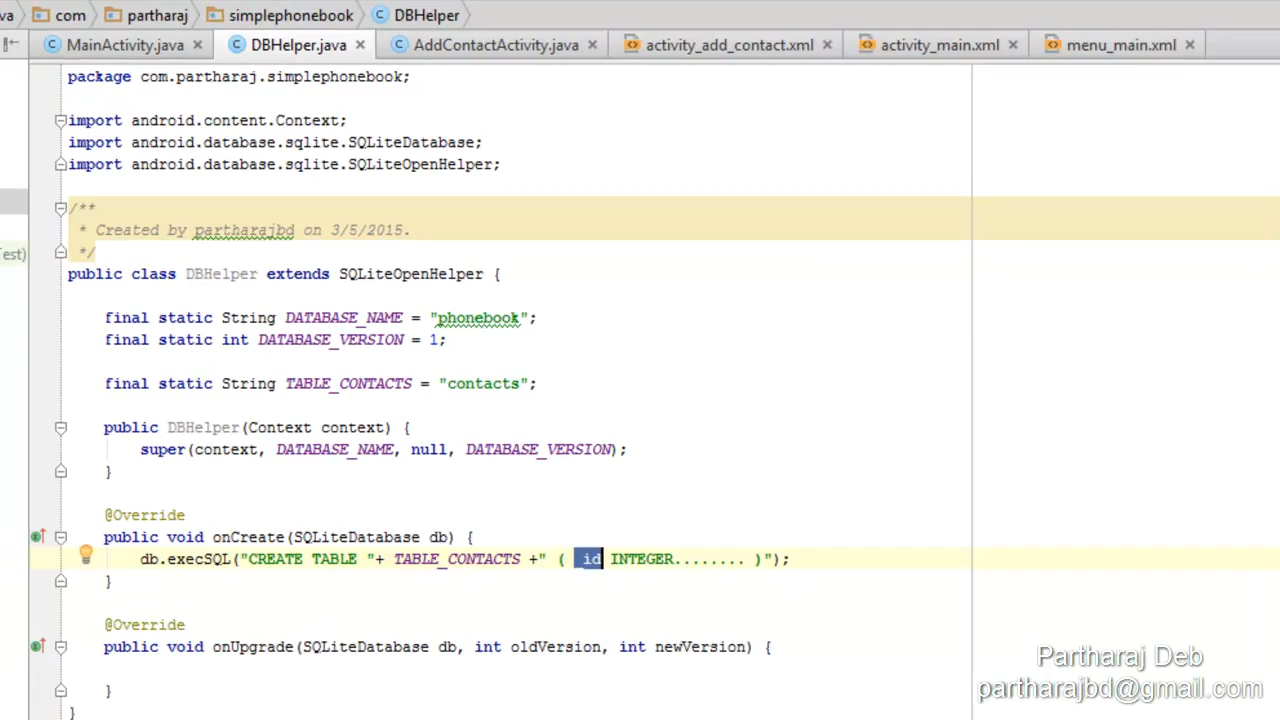 va com partharaj simplephonebook DBHelper
MainActivity.java DBHelper.java AddContactActivity.java activity_add_contact.xml activity_main.xml menu_main.xml
package com.partharaj.simplephonebook;
import android.content.Context;
import android.database.sqlite.SQLiteDatabase;
import android.database.sqlite.SQLiteOpenHelper;
/**
* Created by partharajbd on 3/5/2015.
Test)
*/
public class DBHelper extends SQLiteOpenHelper {
final static String DATABASE_NAME = "phonebook";
final static int DATABASE_VERSION = 1;
final static String TABLE_CONTACTS = "contacts";
public DBHelper(Context context) {
super(context, DATABASE_NAME, null, DATABASE_VERSION);
}
@Override
public void onCreate(SQLiteDatabase db) {
db.execSQL("CREATE TABLE "+ TABLE_CONTACTS +" ( _id INTEGER........ )");
}
@Override
public void onUpgrade(SQLiteDatabase db, int oldVersion, int newVersion) {
}
}
Partharaj Deb
partharajbd@gmail.com